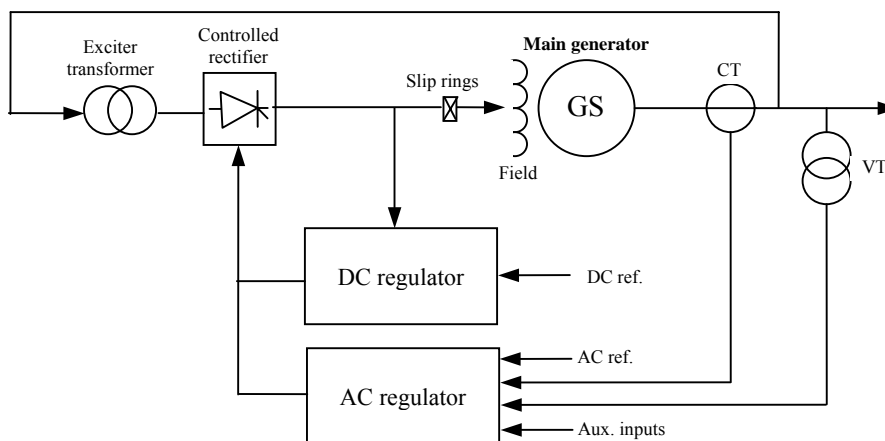 Controlled
rectifier
Exciter
transformer
Main generator
CT
Slip rings
GS
Field
VT
DC regulator
DC ref.
AC ref.
AC regulator
Aux. inputs